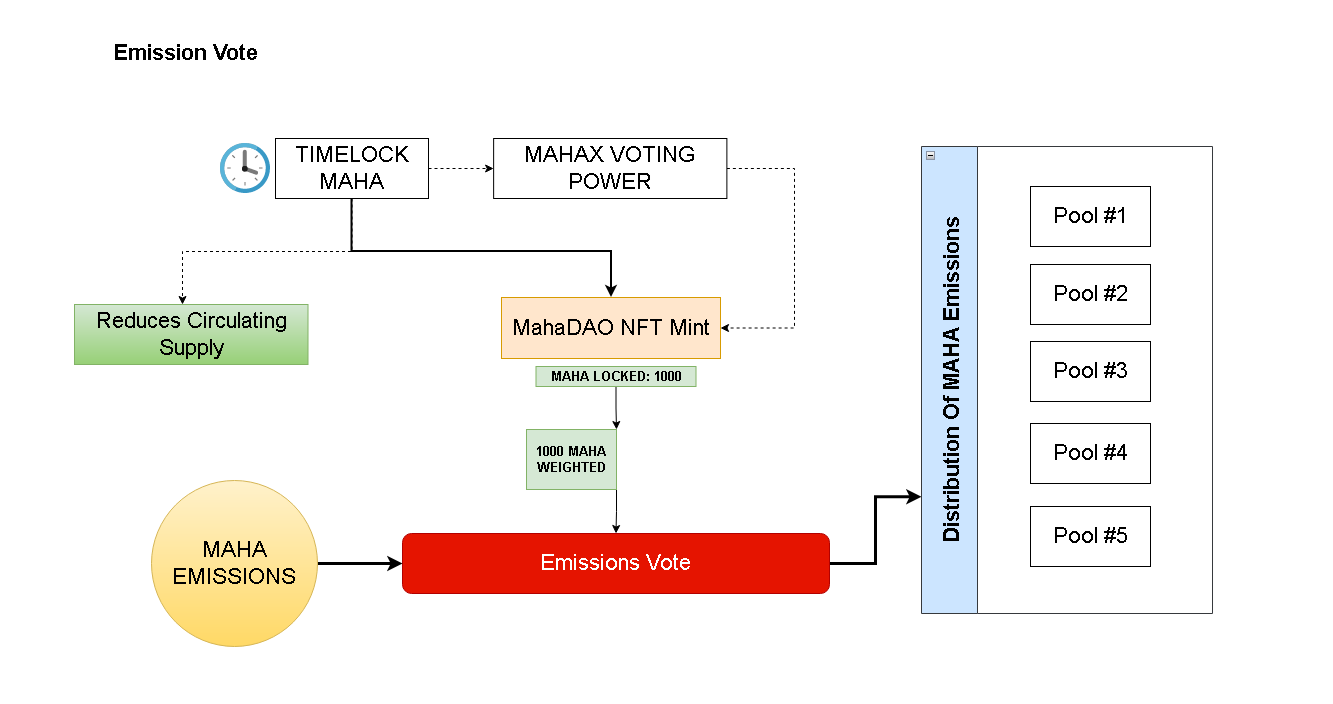 Emission Vote
TIMELOCK
MAHA
MAHAX VOTING
POWER
Reduces Circulating
Supply
MahaDAO NFT Mint
MAHA LOCKED: 1000
1000 MAHA
WEIGHTED
MAHA
EMISSIONS
Emissions Vote
Distribution Of MAHA Emissions
Pool #1
Pool #2
Pool #3
Pool #4
Pool #5